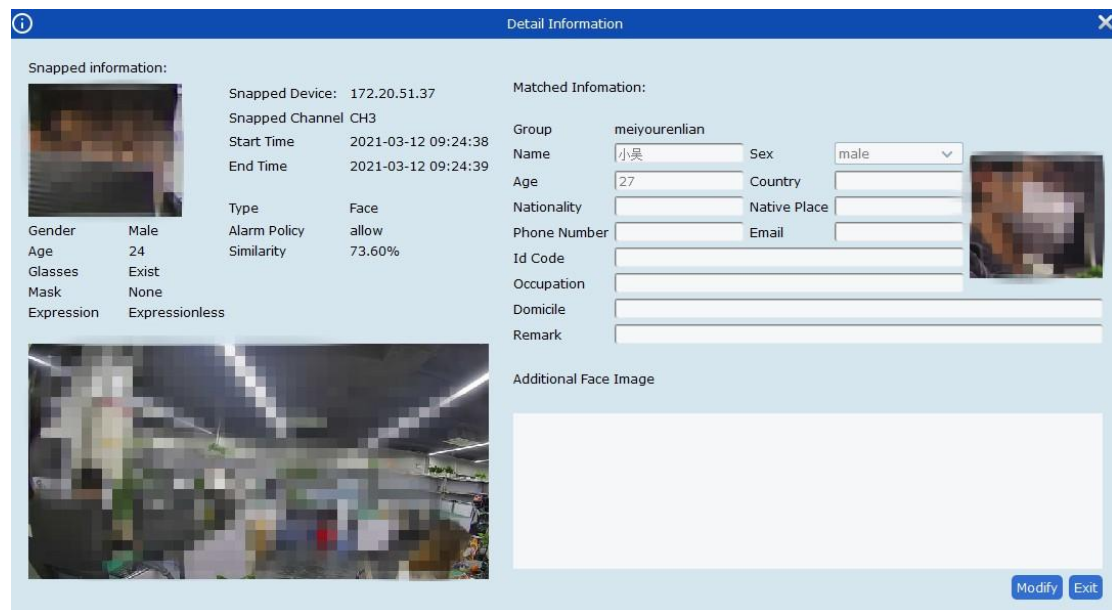 Detail Information
Snapped information:
Snapped Device: 172.20.51.37
Snapped Channel CH3
Start Time 2021-03-12 09:24:38
End Time 2021-03-12 09:24:39
Type Face
Alarm Policy allow
Similarity 73.60%
Gender Male
Age 24
Glasses Exist
Mask None
Expression Expressionless
Matched Infomation:
Group meiyourenlian
Name 小吴 Sex male
Age 27 Country
Nationality Native Place
Phone Number Email
Id Code
Occupation
Domicile
Remark
Additional Face Image
Modify Exit